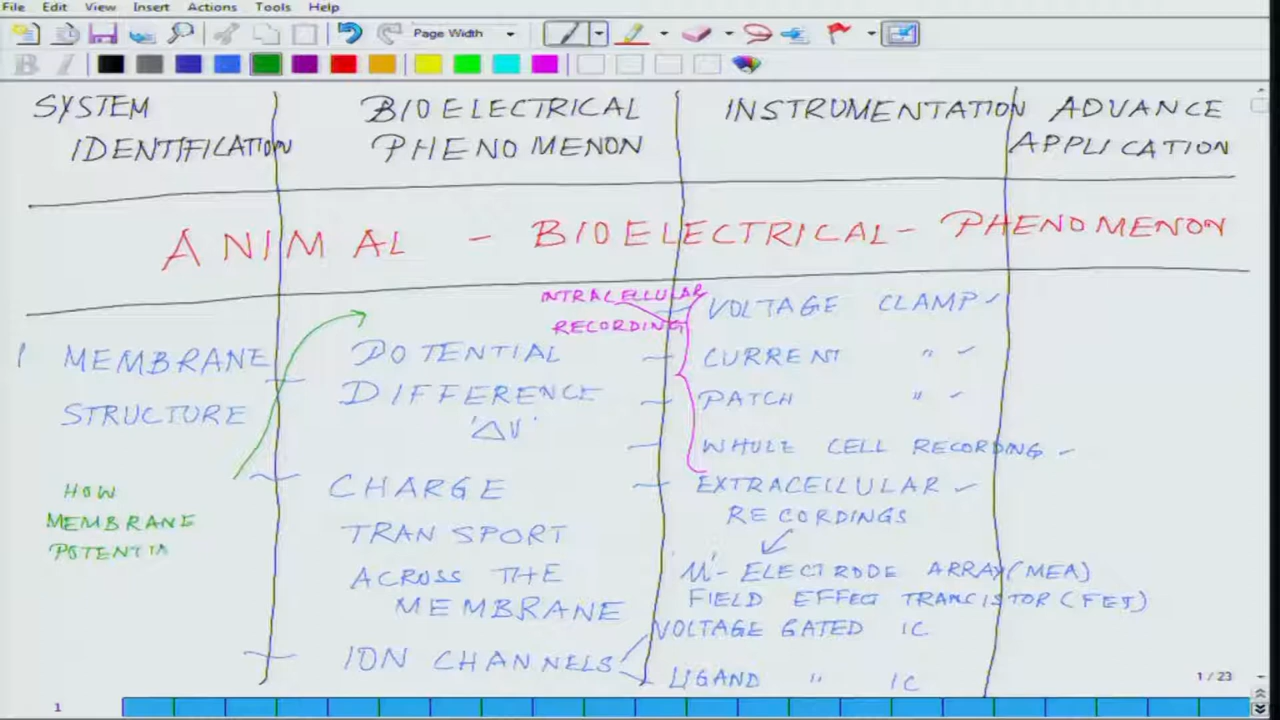 File Edit View Insert Actions Tools Help
Page Width
B I
SYSTEM IDENTIFICATION
BIOELECTRICAL PHENOMENON
INSTRUMENTATION
ADVANCE APPLICATION
ANIMAL - BIOELECTRICAL - PHENOMENON
1 MEMBRANE
STRUCTURE
HOW
MEMBRANE
POTENTIA
POTENTIAL
DIFFERENCE
'ΔV'
CHARGE
TRANSPORT
ACROSS THE
MEMBRANE
ION CHANNELS
INTRACELLULAR
RECORDING
VOLTAGE CLAMP ✓
CURRENT " ✓
PATCH " ✓
WHOLE CELL RECORDING ✓
EXTRACELLULAR ✓
RECORDINGS
'μ'- ELECTRODE ARRAY (MEA)
FIELD EFFECT TRANCISTOR (FET)
VOLTAGE GATED IC
LIGAND " IC
1 / 23
1